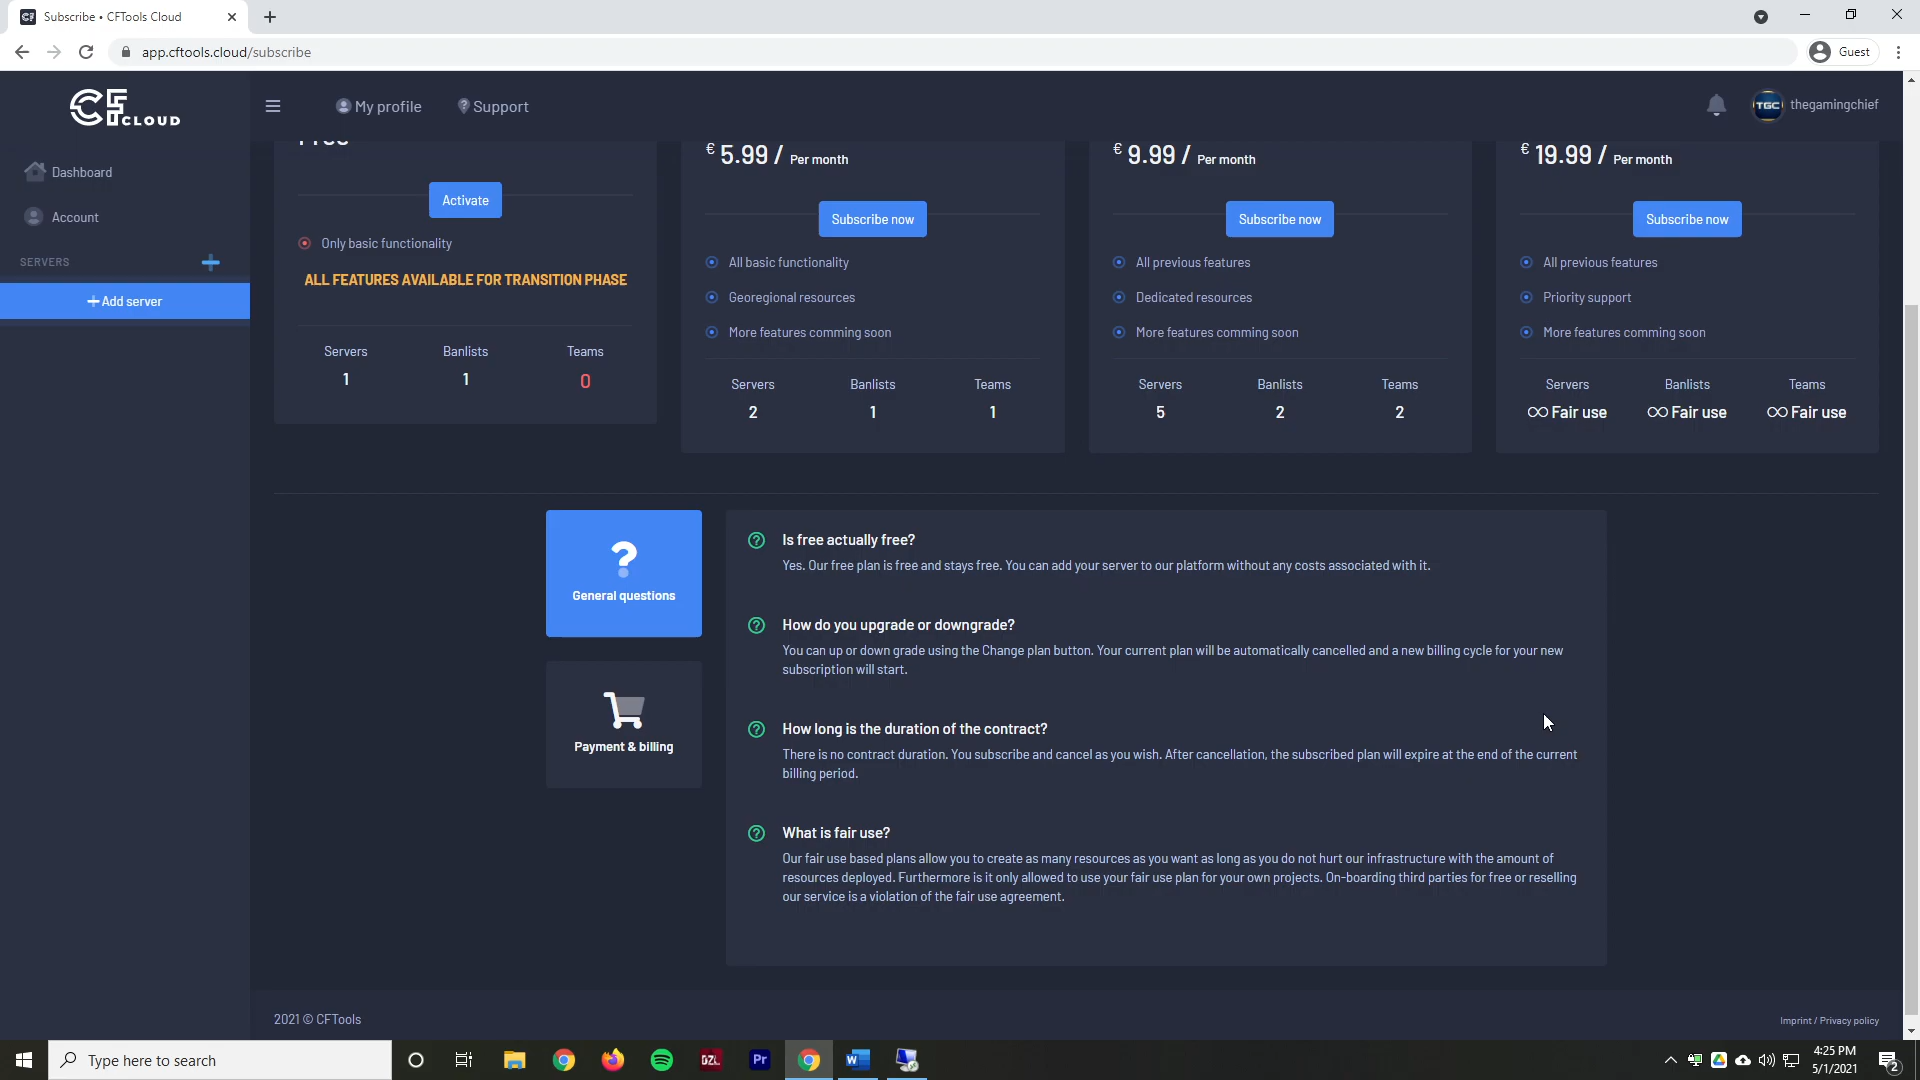 Subscribe • CFTools Cloud
app.cftools.cloud/subscribe
Guest
CF CLOUD
My profile
Support
TGC
thegamingchief
Dashboard
Account
SERVERS
Add server
Free
€ 5.99 / Per month
€ 9.99 / Per month
€ 19.99 / Per month
Activate
Subscribe now
Subscribe now
Subscribe now
Only basic functionality
ALL FEATURES AVAILABLE FOR TRANSITION PHASE
Servers Banlists Teams
1 1 0
All basic functionality
Georegional resources
More features comming soon
Servers Banlists Teams
2 1 1
All previous features
Dedicated resources
More features comming soon
Servers Banlists Teams
5 2 2
All previous features
Priority support
More features comming soon
Servers Banlists Teams
∞ Fair use ∞ Fair use ∞ Fair use
General questions
Payment & billing
Is free actually free?
Yes. Our free plan is free and stays free. You can add your server to our platform without any costs associated with it.
How do you upgrade or downgrade?
You can up or down grade using the Change plan button. Your current plan will be automatically cancelled and a new billing cycle for your new
subscription will start.
How long is the duration of the contract?
There is no contract duration. You subscribe and cancel as you wish. After cancellation, the subscribed plan will expire at the end of the current
billing period.
What is fair use?
Our fair use based plans allow you to create as many resources as you want as long as you do not hurt our infrastructure with the amount of
resources deployed. Furthermore is it only allowed to use your fair use plan for your own projects. On-boarding third parties for free or reselling
our service is a violation of the fair use agreement.
2021 © CFTools
Imprint / Privacy policy
Type here to search
DZL
Pr
W
4:25 PM
5/1/2021
2